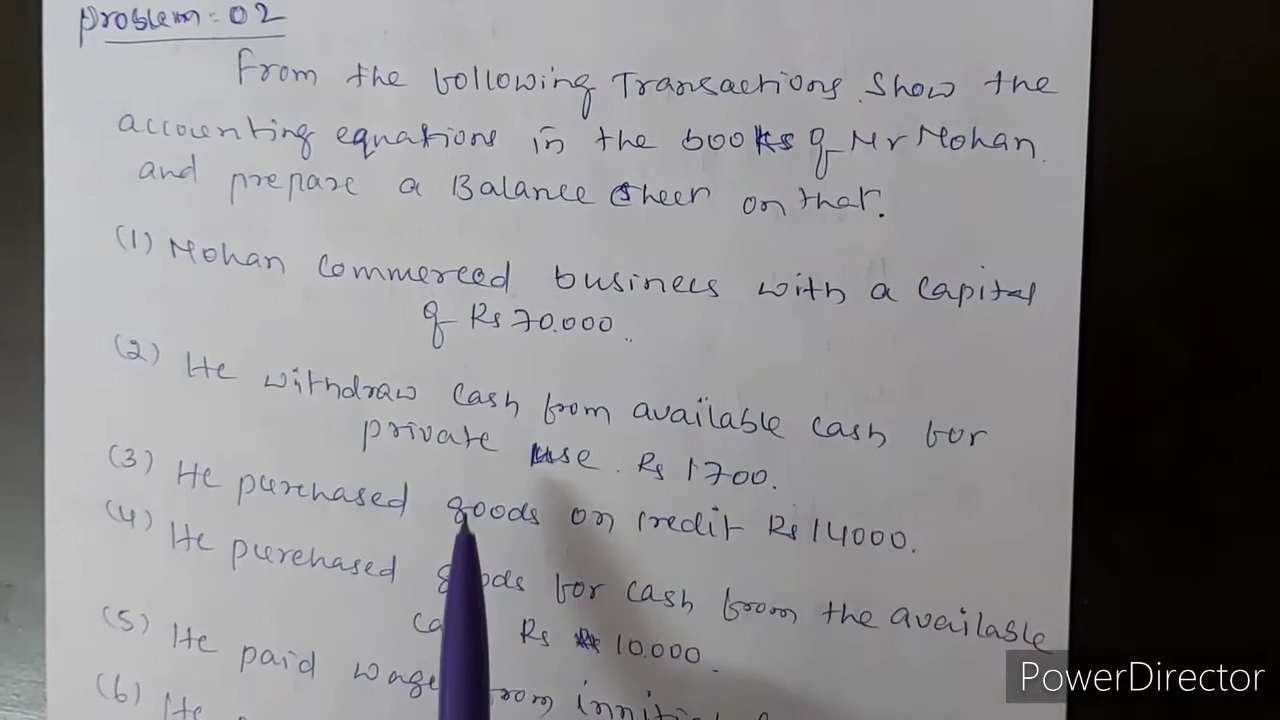 Problem = 02
From the following Transactions. Show the
accounting equations in the books of Mr Mohan.
and prepare a Balance Sheet on that.
(1) Mohan commenced business with a capital
of Rs 70.000..
(2) He withdraw cash from available cash for
private use. Rs 1700.
(3) He purchased goods on credit Rs 14000.
(4) He purchased goods for cash from the available
Rs 10.000.
(5) He paid
(6) He
PowerDirector